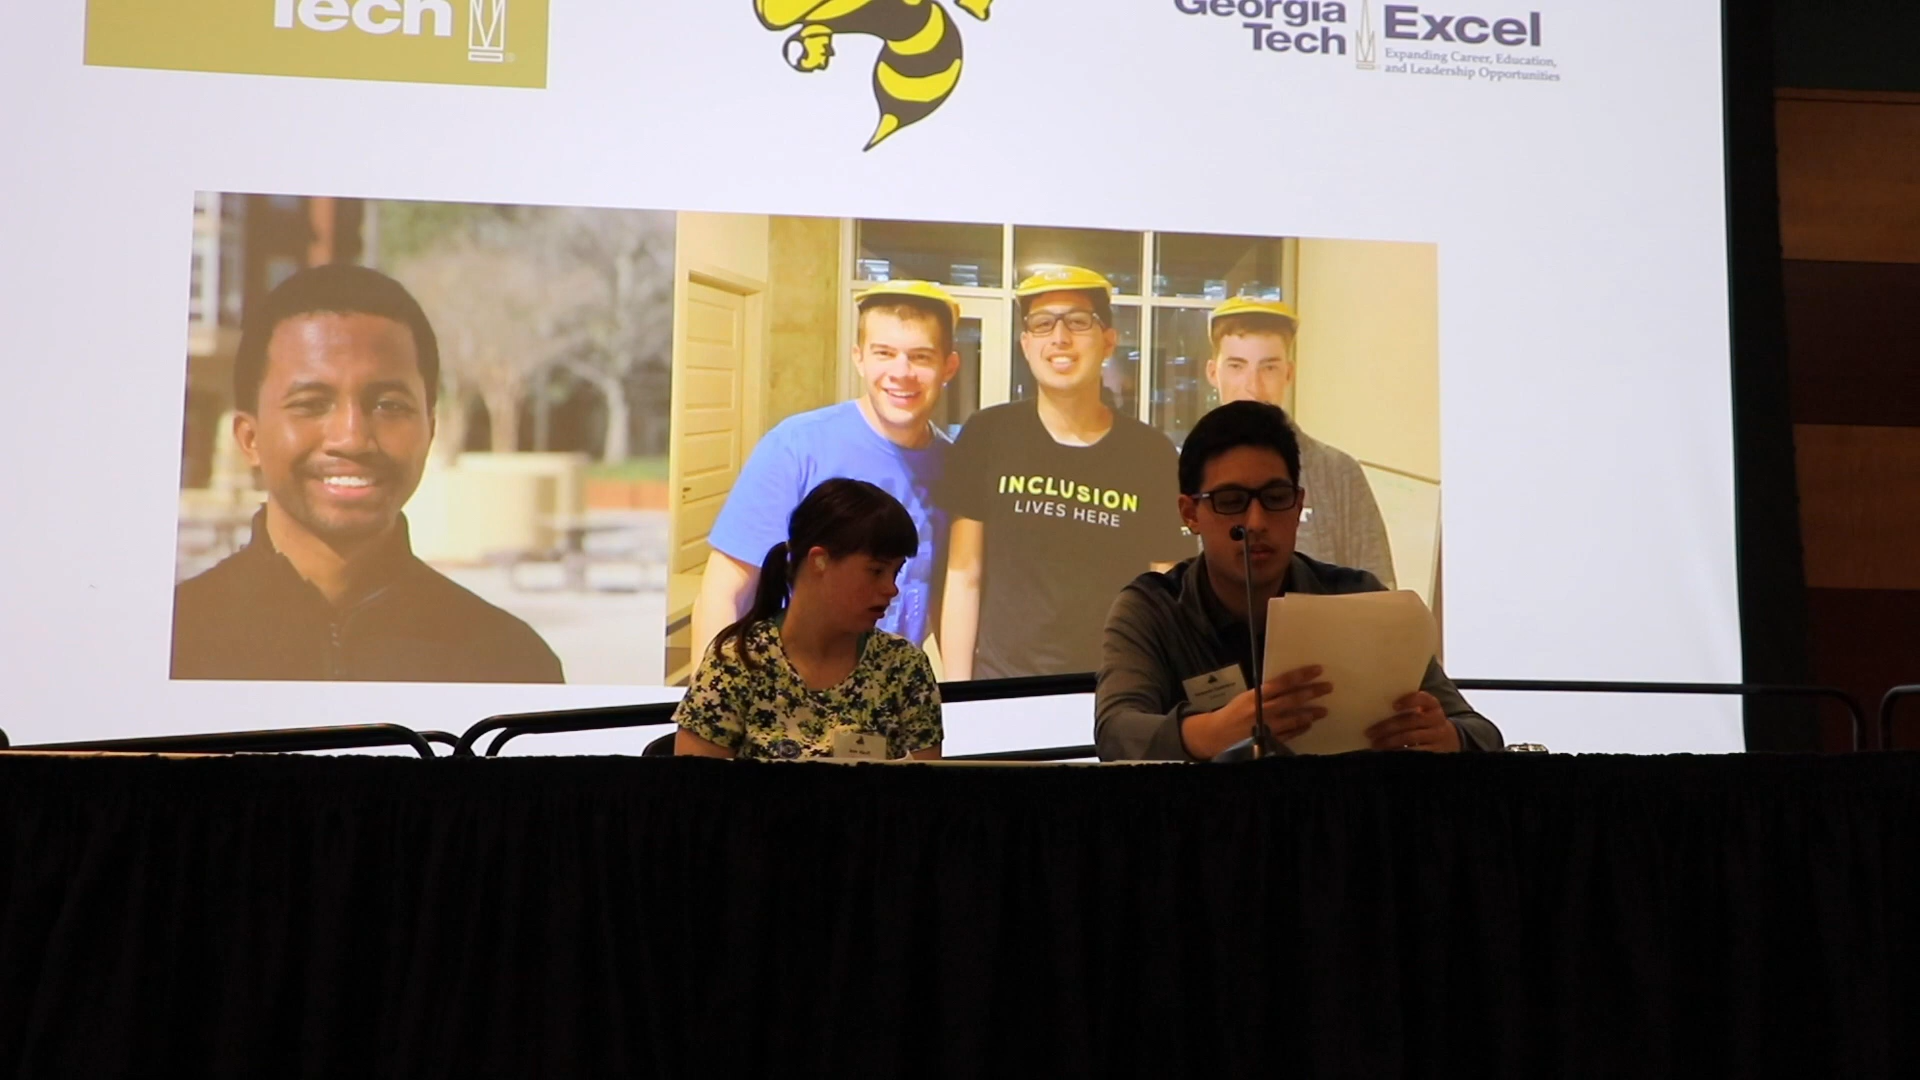 Tech
Georgia
Tech
Excel
Expanding Career, Education,
and Leadership Opportunities
INCLUSION
LIVES HERE